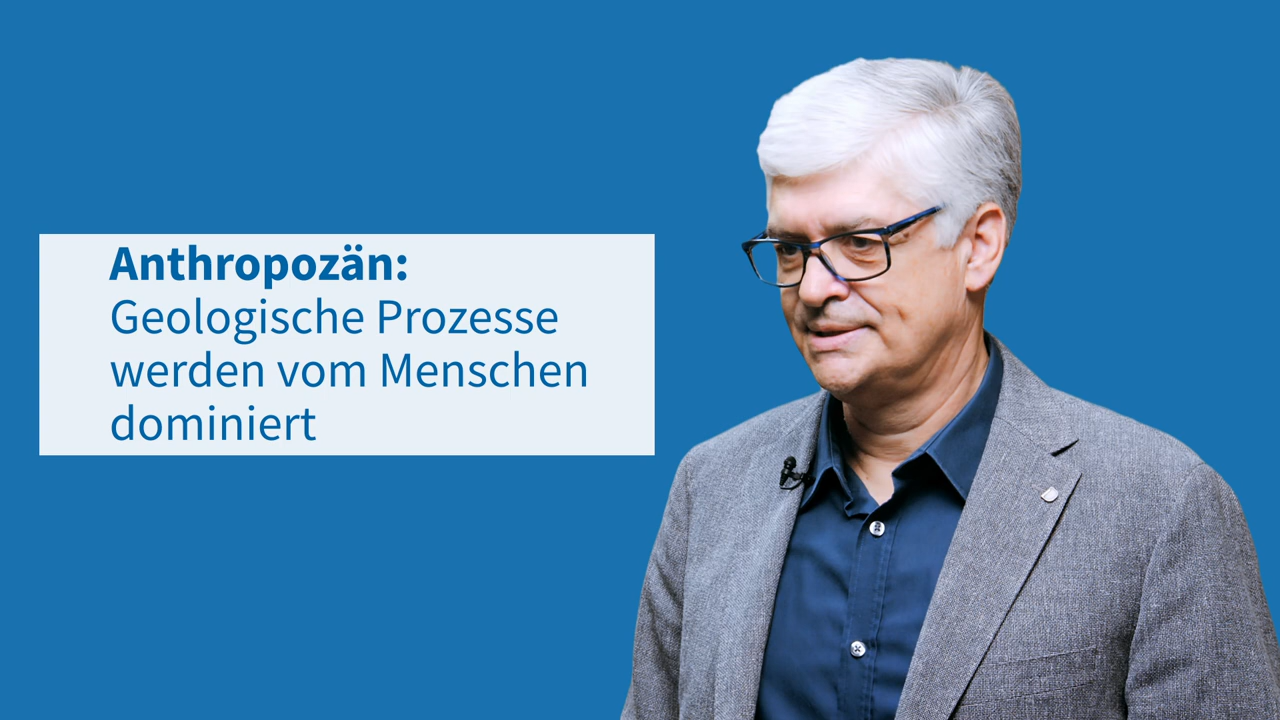 Anthropozän:
Geologische Prozesse
werden vom Menschen
dominiert